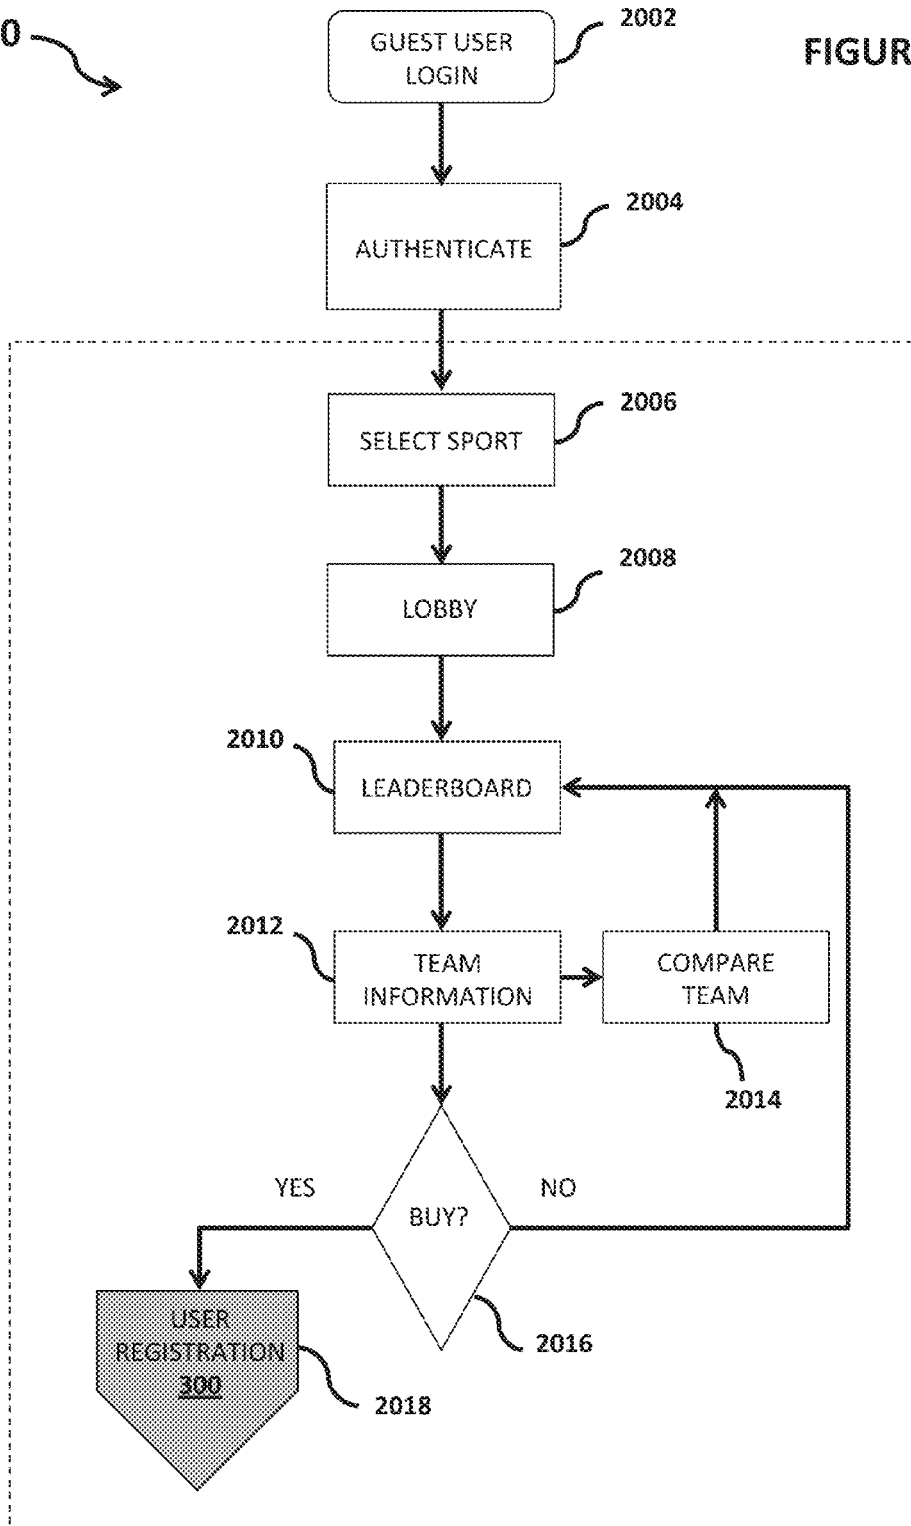 0
2002
FIGUR
GUEST USER
LOGIN
2004
AUTHENTICATE
2006
SELECT SPORT
2008
LOBBY
2010
LEADERBOARD
2012
TEAM
INFORMATION
COMPARE
TEAM
2014
YES
NO
BUY?
2016
USER
REGISTRATION
300
2018